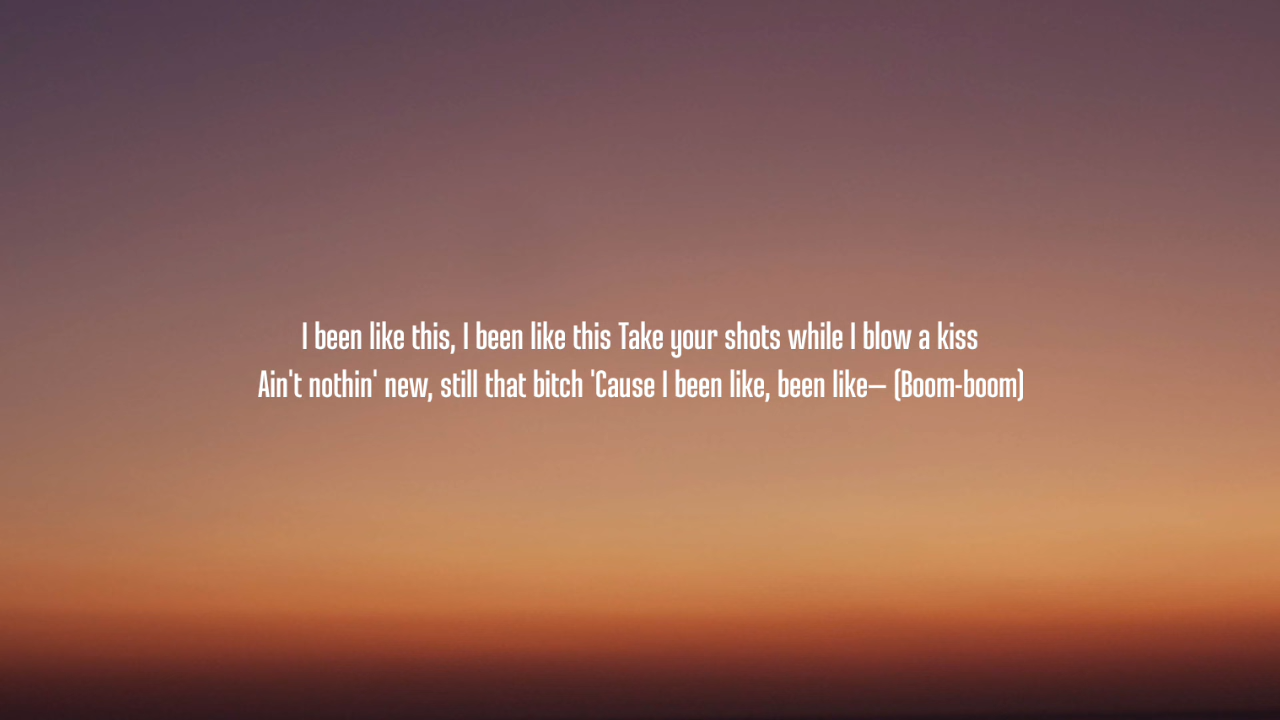 I been like this, I been like this Take your shots while I blow a kiss
Ain't nothin' new, still that bitch 'Cause I been like, been like— (Boom-boom)